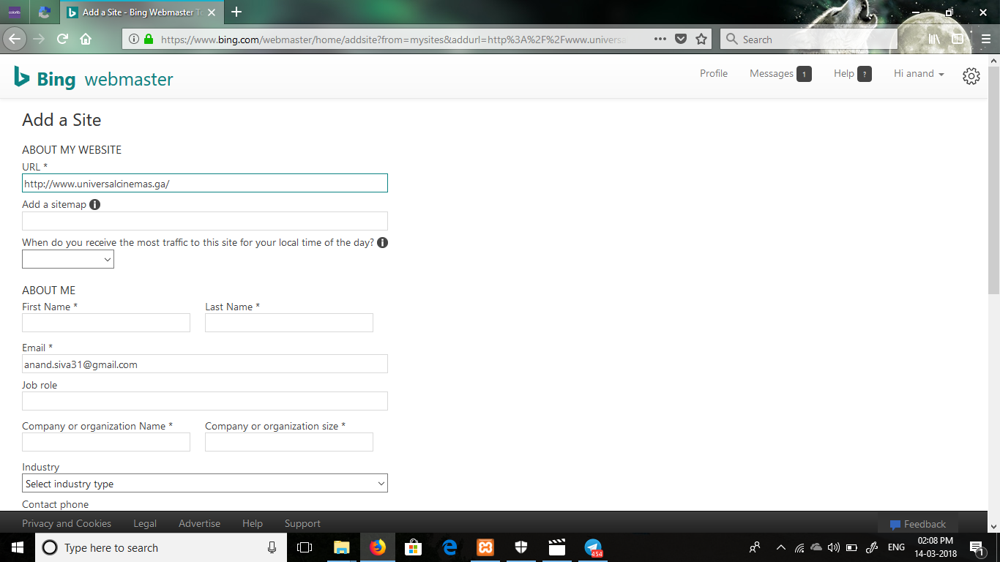 colorlib
Add a Site - Bing Webmaster To
https://www.bing.com/webmaster/home/addsite?from=mysites&addurl=http%3A%2F%2Fwww.universa
Search
Bing webmaster
Profile
Messages 1
Help ?
Hi anand
Add a Site
ABOUT MY WEBSITE
URL *
http://www.universalcinemas.ga/
Add a sitemap
When do you receive the most traffic to this site for your local time of the day?
ABOUT ME
First Name * Last Name *
Email *
anand.siva31@gmail.com
Job role
Company or organization Name * Company or organization size *
Industry
Select industry type
Contact phone
Privacy and Cookies Legal Advertise Help Support
Feedback
Type here to search
454
ENG
02:08 PM
14-03-2018
1